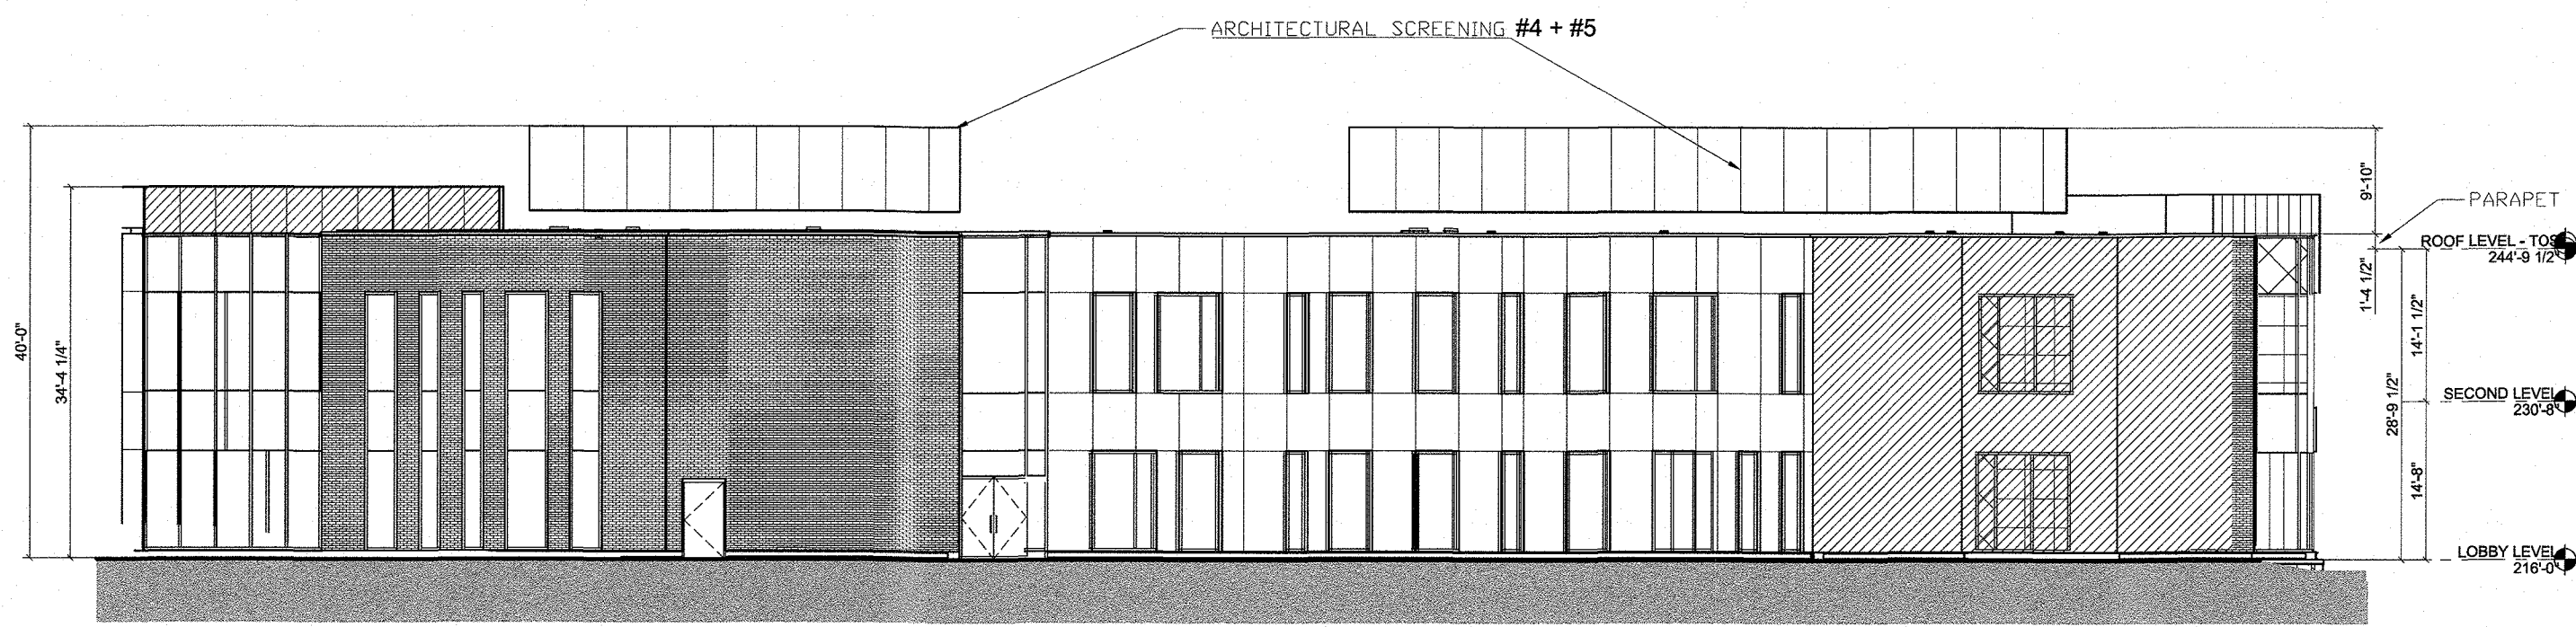 ARCHITECTURAL SCREENING #4 + #5
40'-0"
34'-4 1/4"
9'-10"
PARAPET
ROOF LEVEL - TOS
244'-9 1/2"
1'-4 1/2"
14'-1 1/2"
28'-9 1/2"
SECOND LEVEL
230'-8"
14'-8"
LOBBY LEVEL
216'-0"